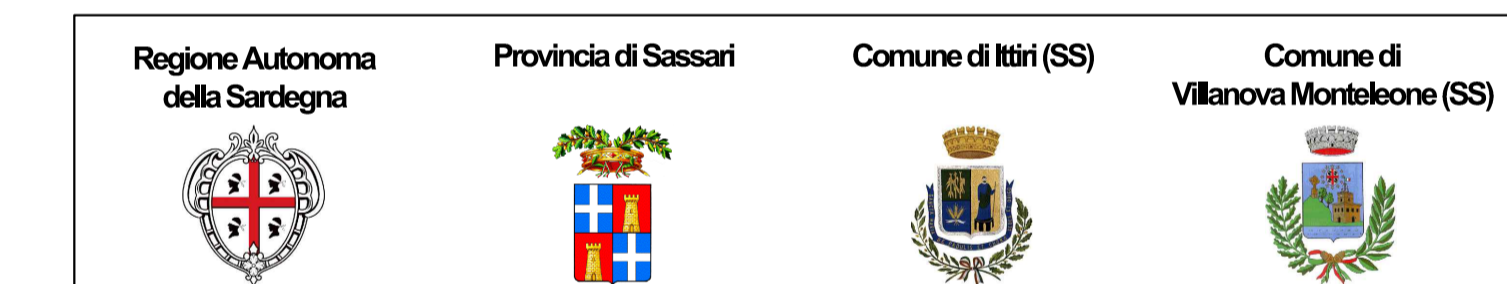 Regione Autonoma
della Sardegna
Provincia di Sassari
Comune di Ittiri (SS)
Comune di
Villanova Monteleone (SS)